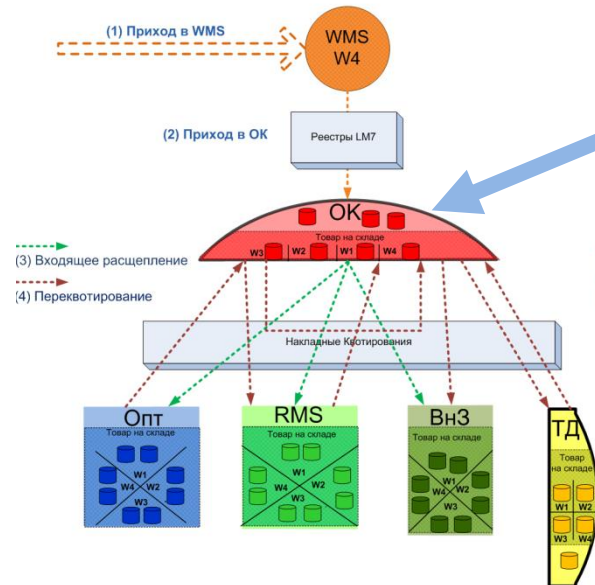 (1) Приход в WMS
WMS
W4
(2) Приход в ОК
Реестры LM7
ОК
Товар на складе
W3 W2 W1 W4
(3) Входящее расщепление
(4) Переквотирование
Накладные Квотирования
Опт
Товар на складе
W1
W4 W2
W3
RMS
Товар на складе
W1
W4 W2
W3
ВнЗ
Товар на складе
W1
W4 W2
W3
ТД
Товар
на складе
W1 W2
W3 W4